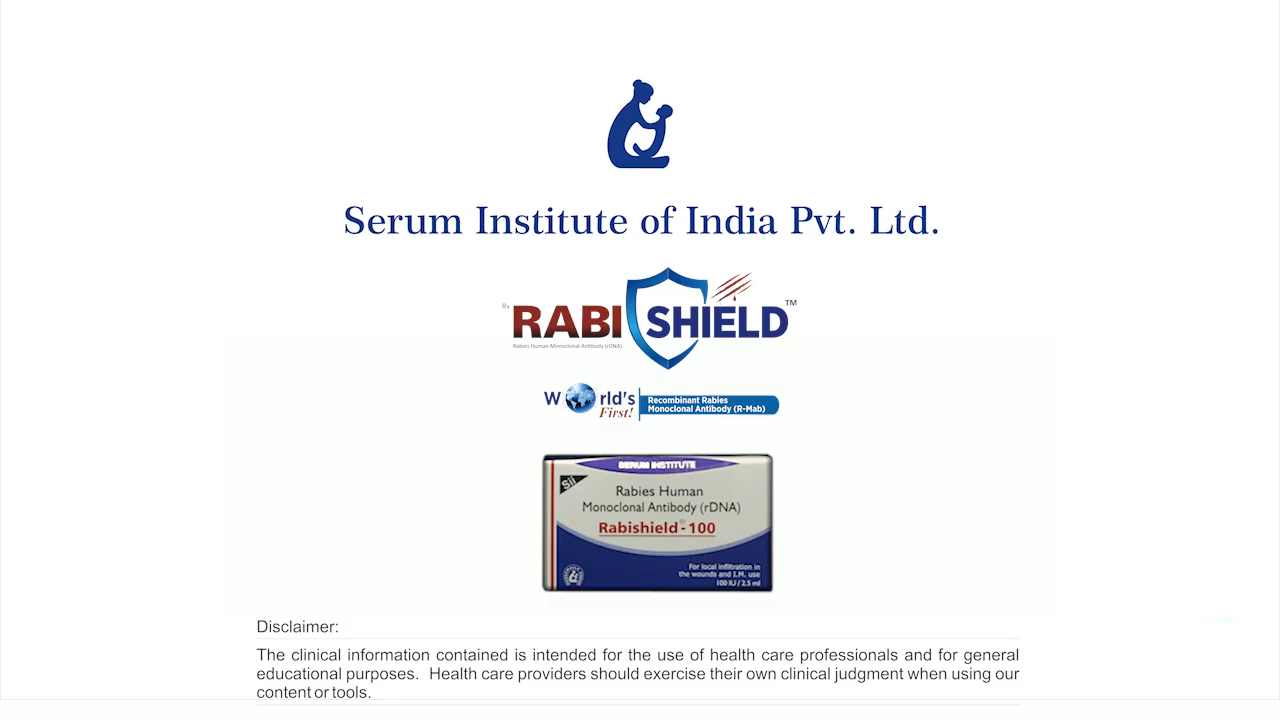 Serum Institute of India Pvt. Ltd.
Rx
RABISHIELD™
Rabies Human Monoclonal Antibody (rDNA)
World's
First!
Recombinant Rabies
Monoclonal Antibody (R-Mab)
SERUM INSTITUTE
SII
Rabies Human
Monoclonal Antibody (rDNA)
Rabishield-100
For local infiltration in
the wounds and I.M. use
100 IU / 2.5 ml
Disclaimer:
The clinical information contained is intended for the use of health care professionals and for general
educational purposes. Health care providers should exercise their own clinical judgment when using our
content or tools.